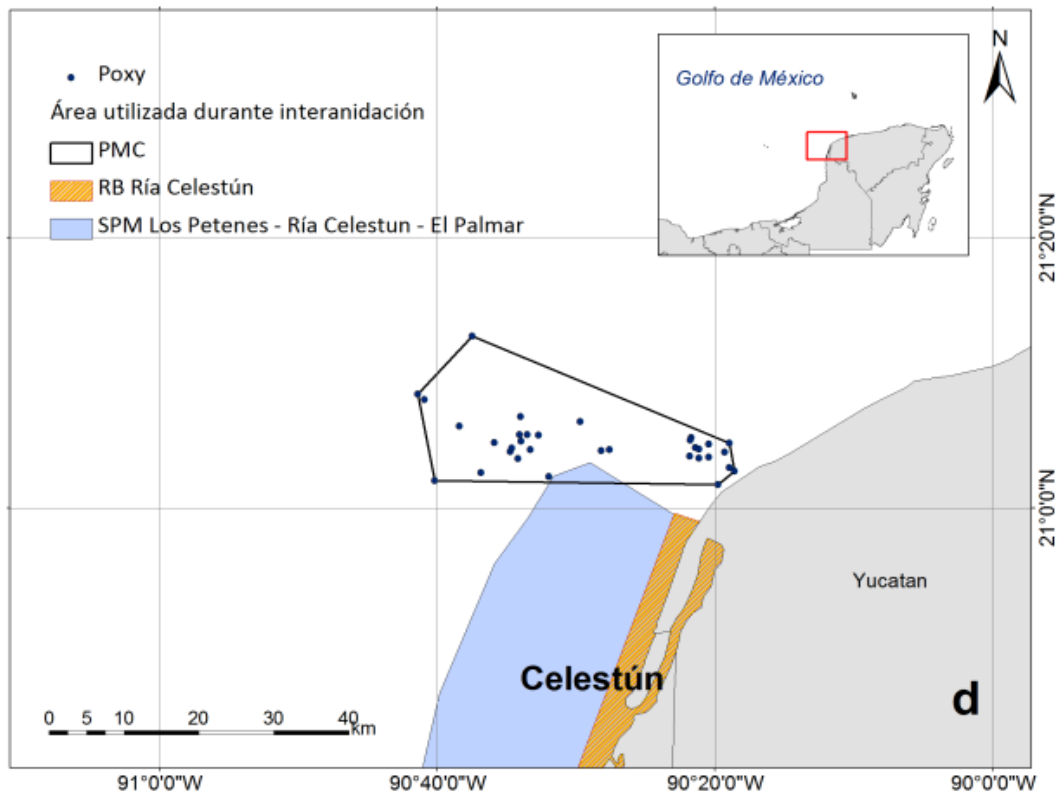 Poxy
Área utilizada durante interanidación
PMC
RB Ría Celestún
SPM Los Petenes - Ría Celestun - El Palmar
Golfo de México
N
21°20'0"N
21°0'0"N
Yucatan
Celestún
d
0 5 10 20 30 40
km
91°0'0"W 90°40'0"W 90°20'0"W 90°0'0"W